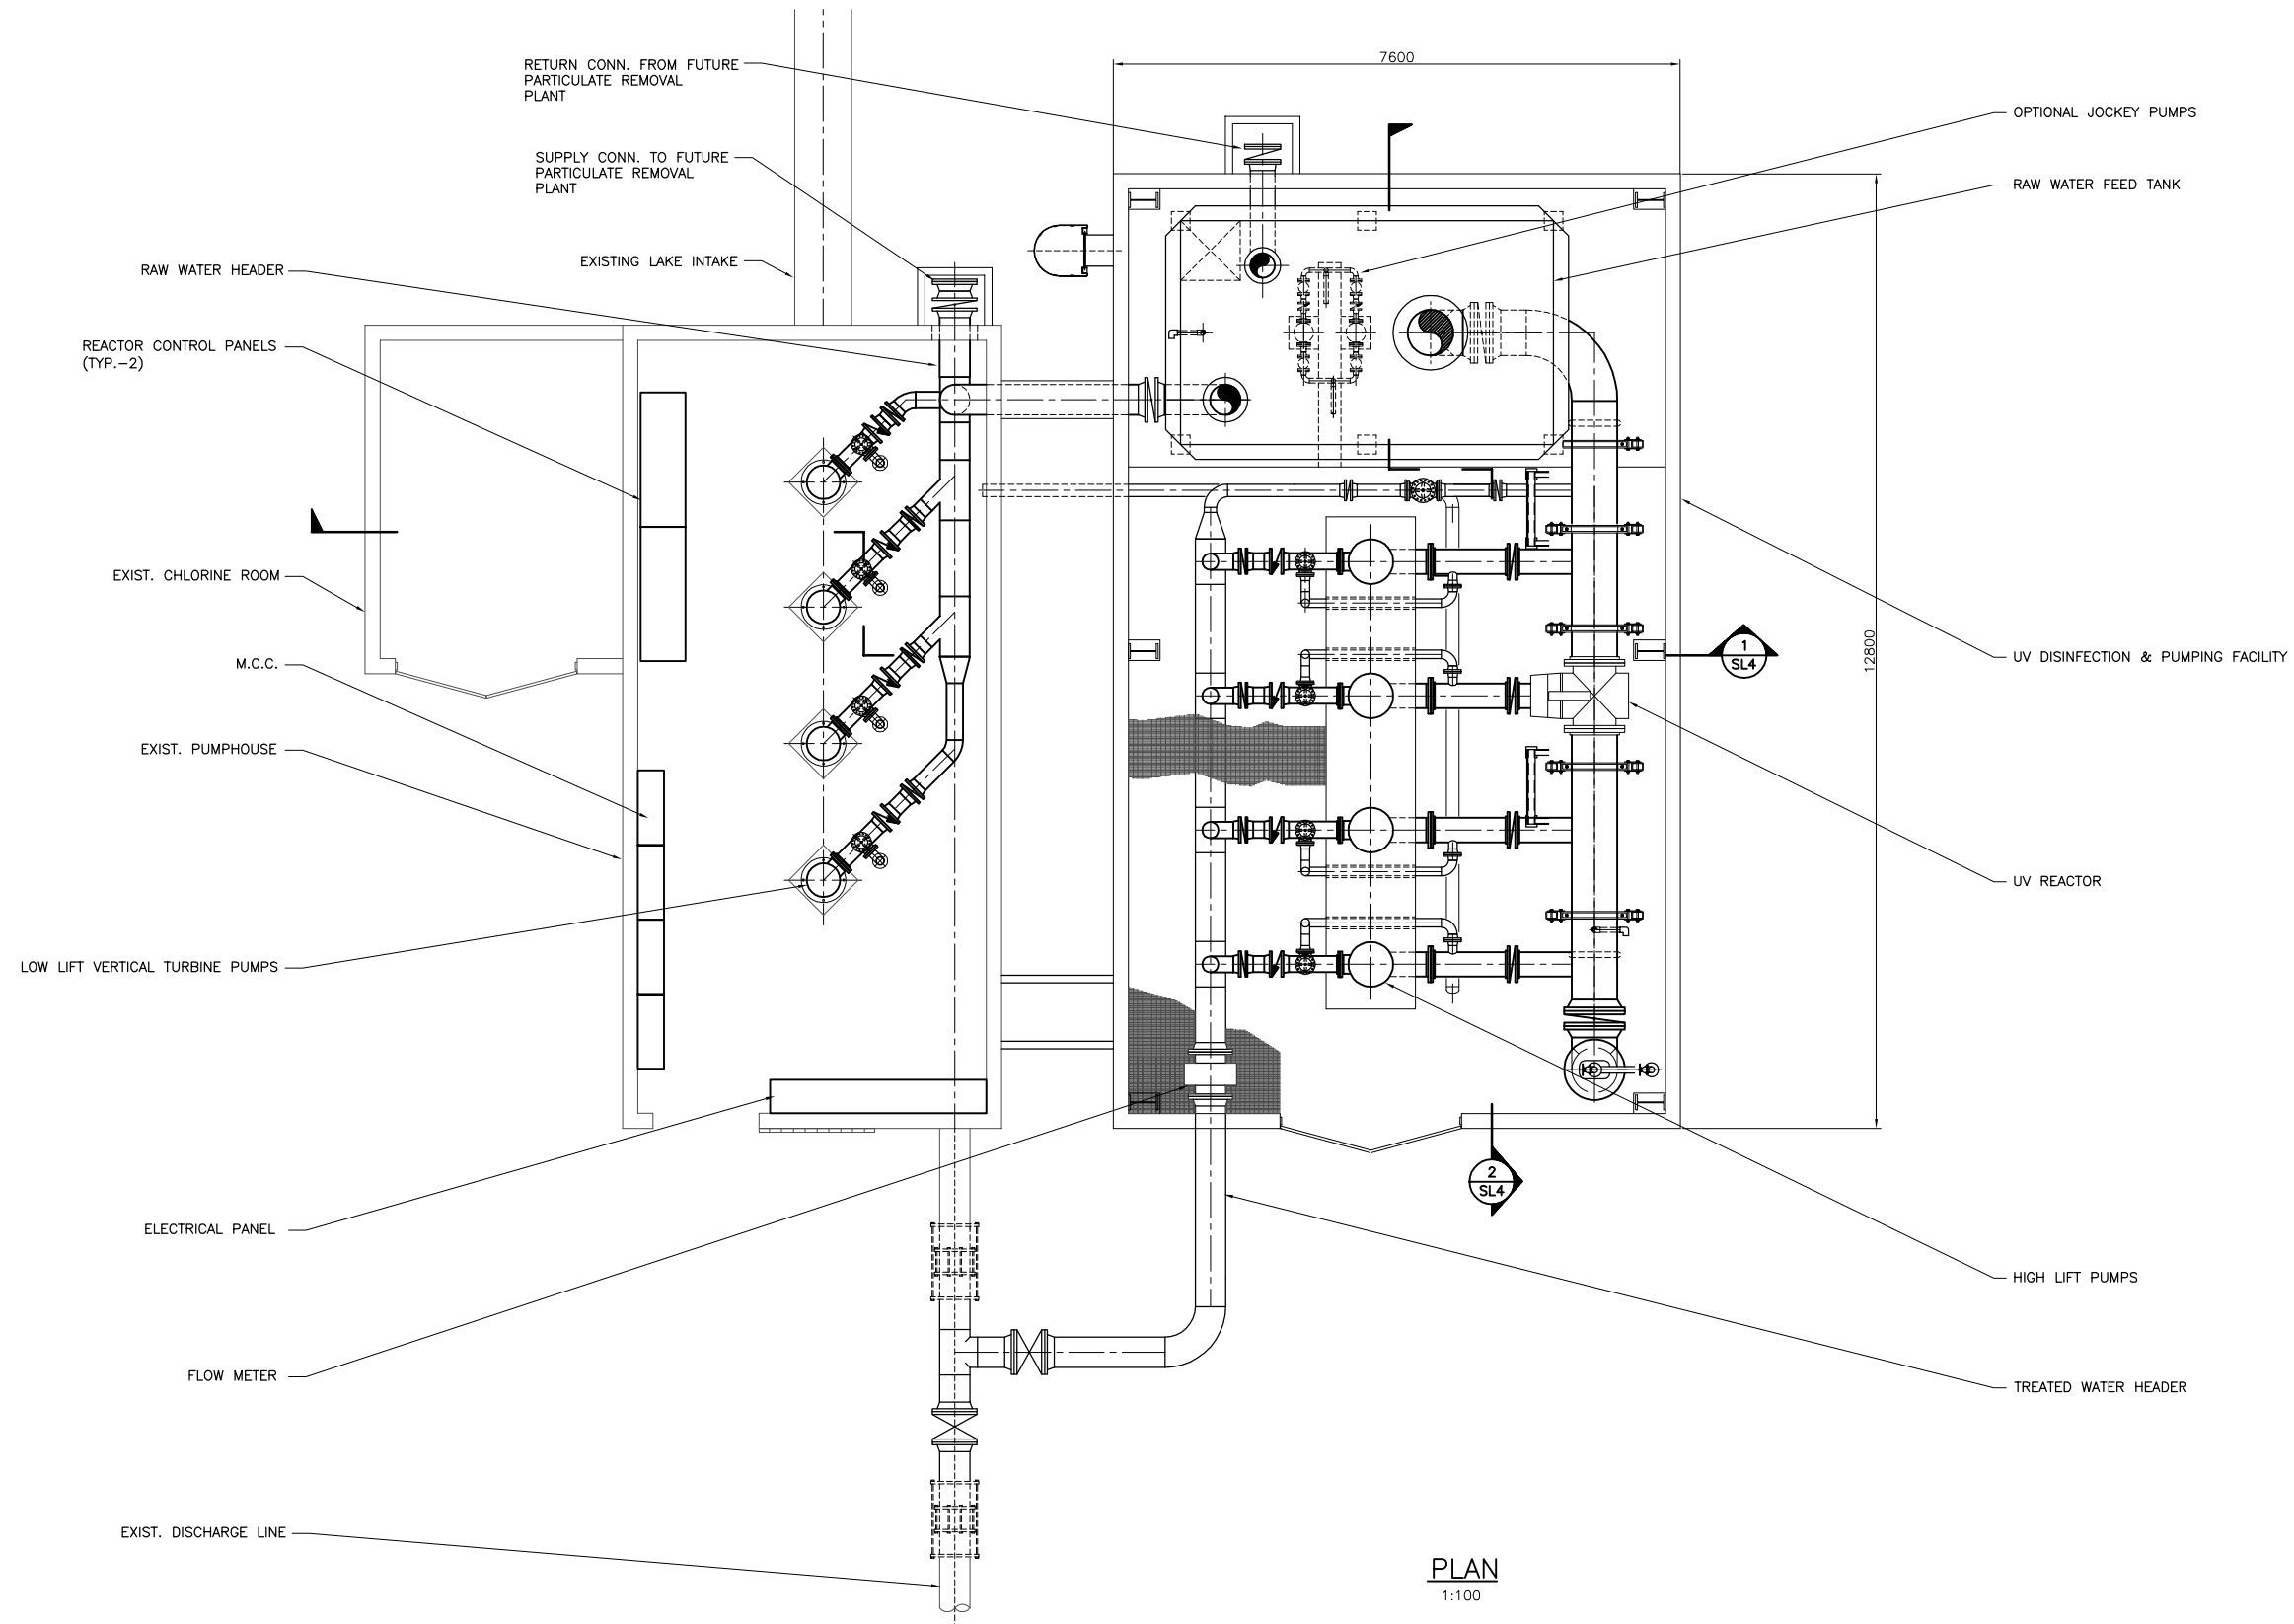 7600
RETURN CONN. FROM FUTURE
PARTICULATE REMOVAL
PLANT
OPTIONAL JOCKEY PUMPS
SUPPLY CONN. TO FUTURE
PARTICULATE REMOVAL
PLANT
RAW WATER FEED TANK
EXISTING LAKE INTAKE
RAW WATER HEADER
REACTOR CONTROL PANELS
(TYP.-2)
EXIST. CHLORINE ROOM
12800
1
SL4
UV DISINFECTION & PUMPING FACILITY
M.C.C.
EXIST. PUMPHOUSE
UV REACTOR
LOW LIFT VERTICAL TURBINE PUMPS
2
SL4
ELECTRICAL PANEL
HIGH LIFT PUMPS
FLOW METER
TREATED WATER HEADER
EXIST. DISCHARGE LINE
PLAN
1:100